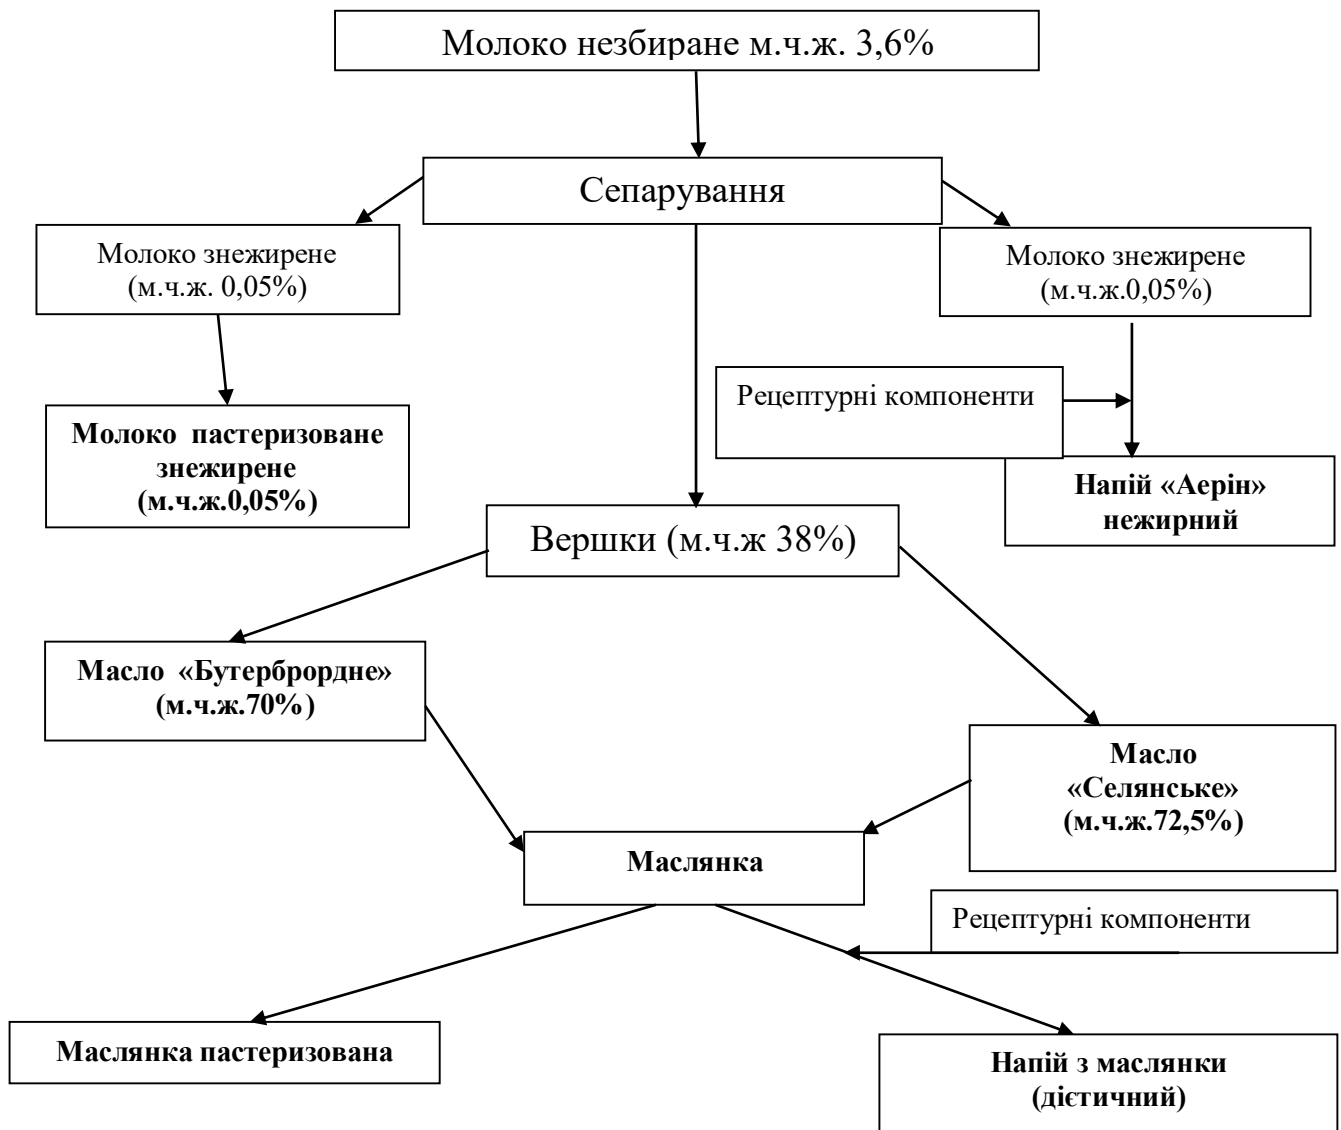 Молоко незбиране м.ч.ж. 3,6%
Сепарування
Молоко знежирене
(м.ч.ж. 0,05%)
Молоко знежирене
(м.ч.ж.0,05%)
Рецептурні компоненти
Молоко пастеризоване
знежирене
(м.ч.ж.0,05%)
Напій «Аерін»
нежирний
Вершки (м.ч.ж 38%)
Масло «Бутербрордне»
(м.ч.ж.70%)
Масло
«Селянське»
(м.ч.ж.72,5%)
Маслянка
Рецептурні компоненти
Маслянка пастеризована
Напій з маслянки
(дієтичний)